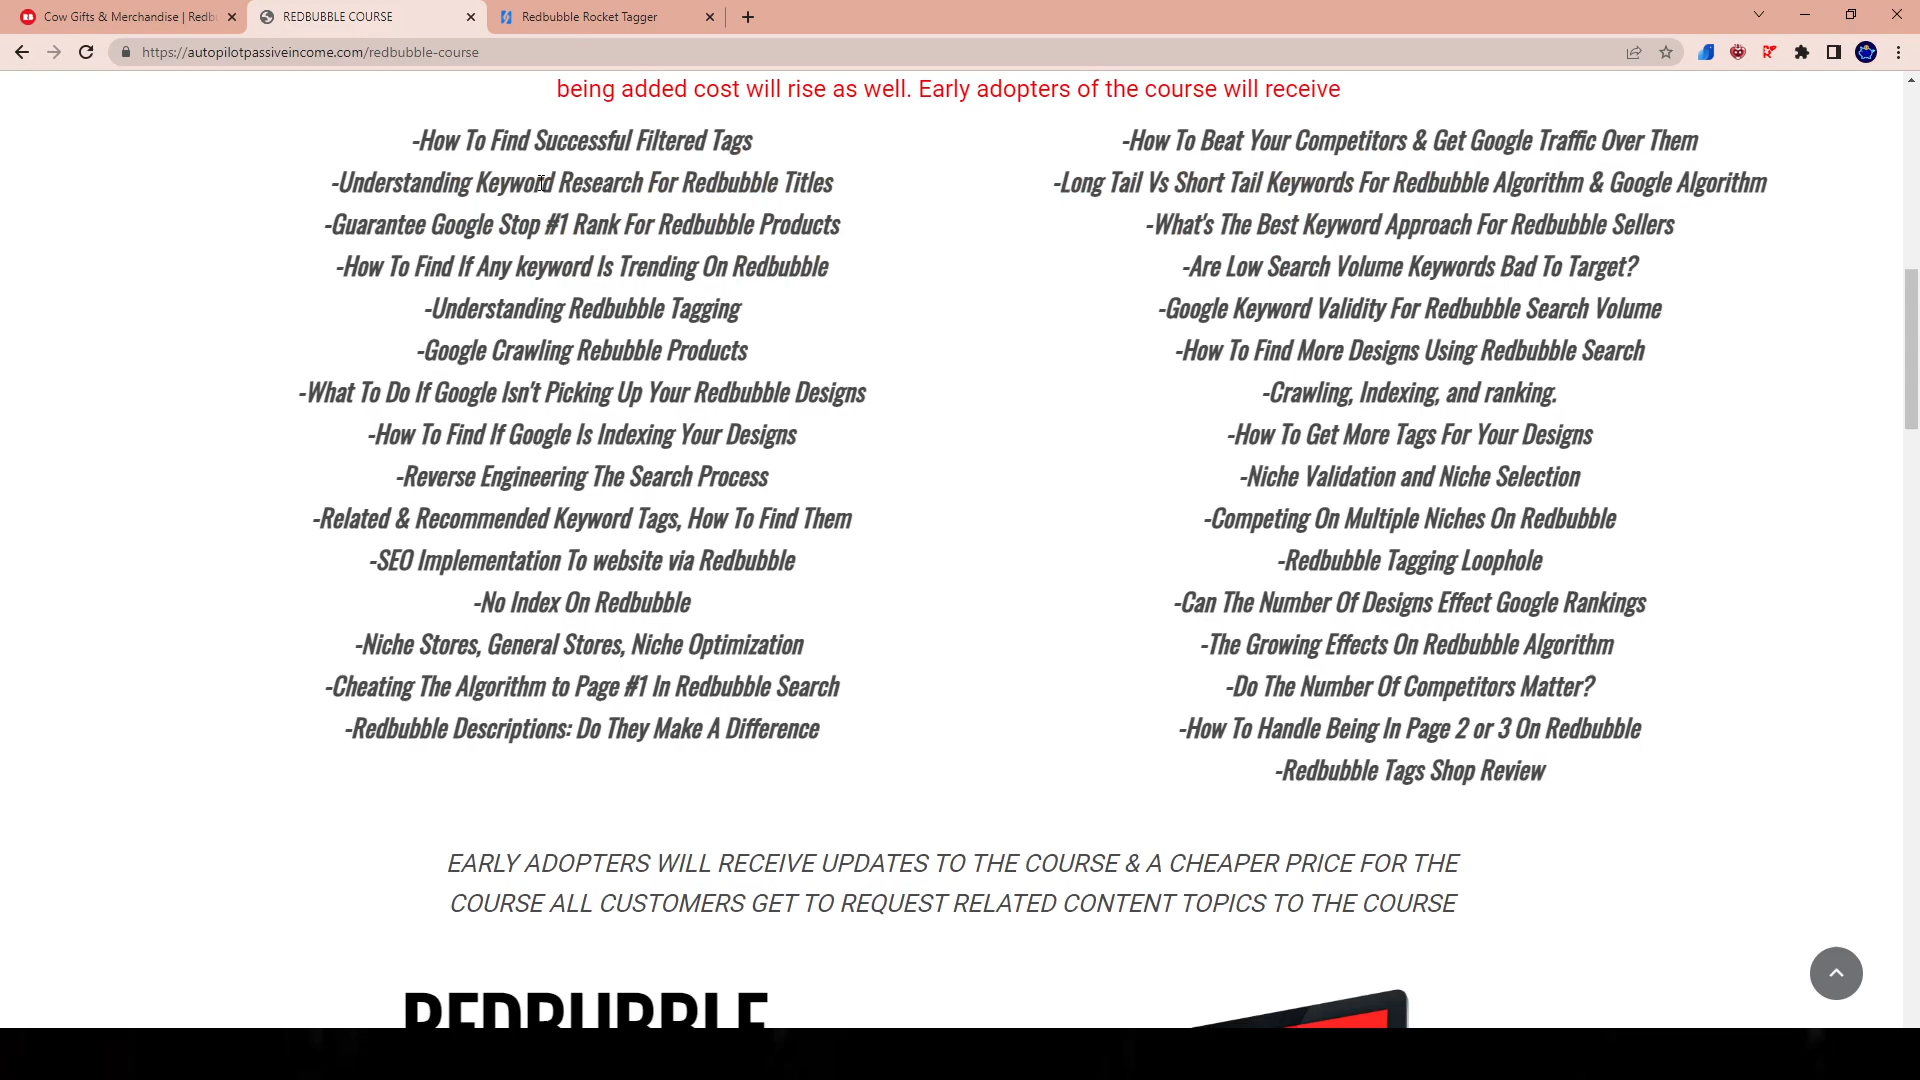 Cow Gifts & Merchandise | Redb
REDBUBBLE COURSE
Redbubble Rocket Tagger
https://autopilotpassiveincome.com/redbubble-course
being added cost will rise as well. Early adopters of the course will receive
-How To Find Successful Filtered Tags
-Understanding Keyword Research For Redbubble Titles
-Guarantee Google Stop #1 Rank For Redbubble Products
-How To Find If Any keyword Is Trending On Redbubble
-Understanding Redbubble Tagging
-Google Crawling Rebubble Products
-What To Do If Google Isn't Picking Up Your Redbubble Designs
-How To Find If Google Is Indexing Your Designs
-Reverse Engineering The Search Process
-Related & Recommended Keyword Tags, How To Find Them
-SEO Implementation To website via Redbubble
-No Index On Redbubble
-Niche Stores, General Stores, Niche Optimization
-Cheating The Algorithm to Page #1 In Redbubble Search
-Redbubble Descriptions: Do They Make A Difference
-How To Beat Your Competitors & Get Google Traffic Over Them
-Long Tail Vs Short Tail Keywords For Redbubble Algorithm & Google Algorithm
-What's The Best Keyword Approach For Redbubble Sellers
-Are Low Search Volume Keywords Bad To Target?
-Google Keyword Validity For Redbubble Search Volume
-How To Find More Designs Using Redbubble Search
-Crawling, Indexing, and ranking.
-How To Get More Tags For Your Designs
-Niche Validation and Niche Selection
-Competing On Multiple Niches On Redbubble
-Redbubble Tagging Loophole
-Can The Number Of Designs Effect Google Rankings
-The Growing Effects On Redbubble Algorithm
-Do The Number Of Competitors Matter?
-How To Handle Being In Page 2 or 3 On Redbubble
-Redbubble Tags Shop Review
EARLY ADOPTERS WILL RECEIVE UPDATES TO THE COURSE & A CHEAPER PRICE FOR THE
COURSE ALL CUSTOMERS GET TO REQUEST RELATED CONTENT TOPICS TO THE COURSE
REDBUBBLE